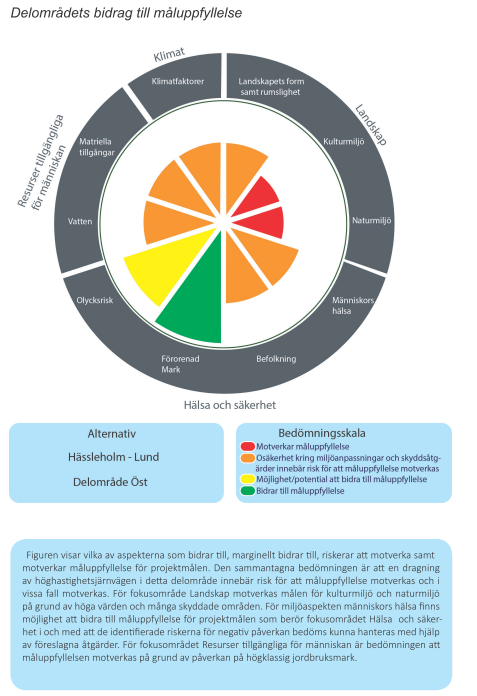 Delområdets bidrag till måluppfyllelse
Klimat
Klimatfaktorer
Landskapets form
samt rumslighet
Landskap
Resurser tillgängliga
för människan
Matriella
tillgångar
Kulturmiljö
Vatten
Naturmiljö
Olycksrisk
Människors
hälsa
Förorenad
Mark
Befolkning
Hälsa och säkerhet
Alternativ
Hässleholm - Lund
Delområde Öst
Bedömningsskala
Motverkar måluppfyllelse
Osäkerhet kring miljöanpassningar och skyddsåtg-
ärder innebär risk för att måluppfyllelse motverkas
Möjlighet/potential att bidra till måluppfyllelse
Bidrar till måluppfyllelse
Figuren visar vilka av aspekterna som bidrar till, marginellt bidrar till, riskerar att motverka samt
motverkar måluppfyllelse för projektmålen. Den sammantagna bedömningen är att en dragning
av höghastighetsjärnvägen i detta delområde innebär risk för att måluppfyllelse motverkas och i
vissa fall motverkas. För fokusområde Landskap motverkas målen för kulturmiljö och naturmiljö
på grund av höga värden och många skyddade områden. För miljöaspekten människors hälsa finns
möjlighet att bidra till måluppfyllelse för projektmålen som berör fokusområdet Hälsa och säker-
het i och med att de identifierade riskerna för negativ påverkan bedöms kunna hanteras med hjälp
av föreslagna åtgärder. För fokusområdet Resurser tillgängliga för människan är bedömningen att
måluppfyllelsen motverkas på grund av påverkan på högklassig jordbruksmark.